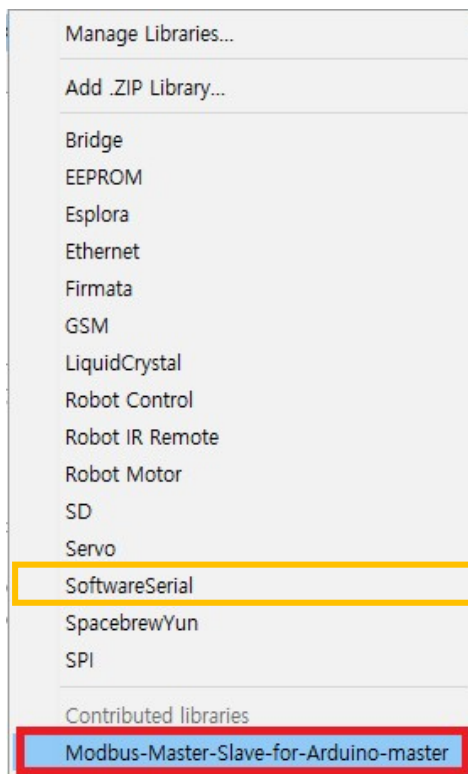 Manage Libraries...
Add .ZIP Library...
Bridge
EEPROM
Esplora
Ethernet
Firmata
GSM
LiquidCrystal
Robot Control
Robot IR Remote
Robot Motor
SD
Servo
SoftwareSerial
SpacebrewYun
SPI
Contributed libraries
Modbus-Master-Slave-for-Arduino-master